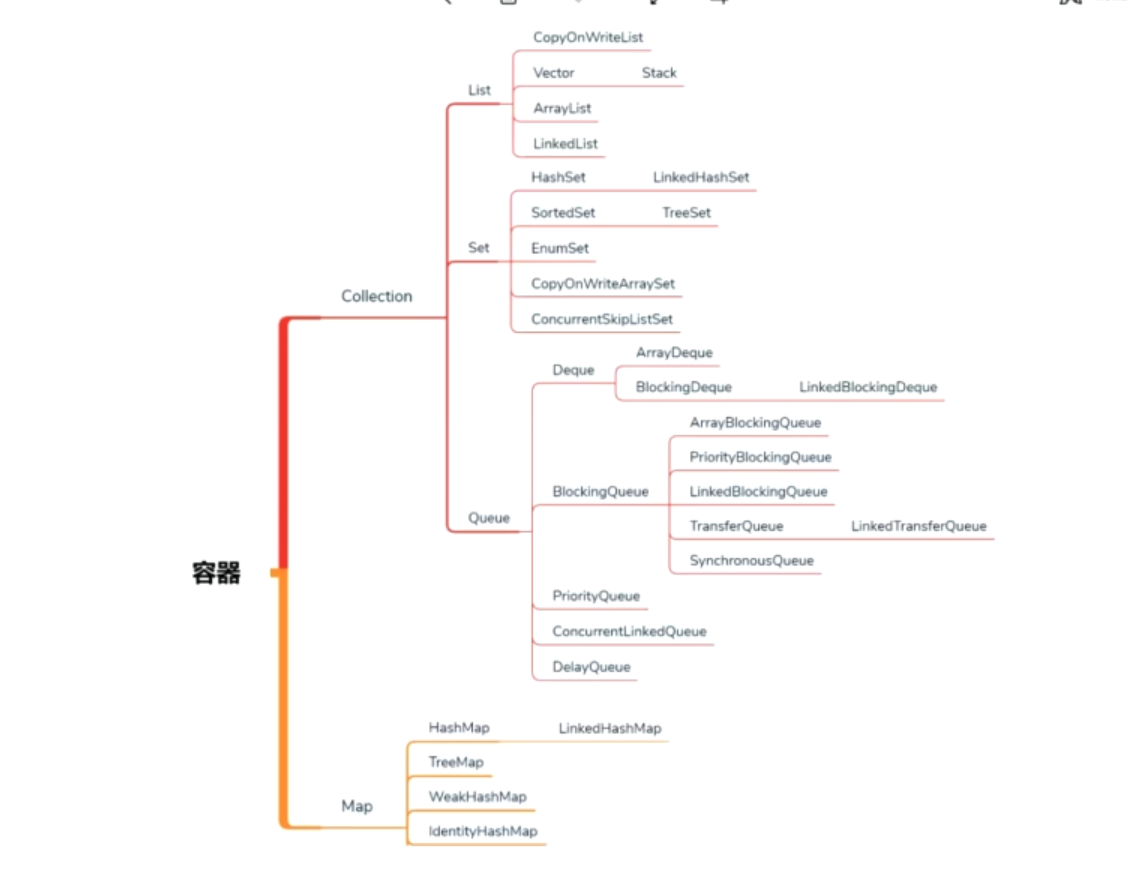 CopyOnWriteList
Vector Stack
List
ArrayList
LinkedList
HashSet LinkedHashSet
SortedSet TreeSet
Set
EnumSet
CopyOnWriteArraySet
Collection
ConcurrentSkipListSet
ArrayDeque
Deque
BlockingDeque LinkedBlockingDeque
ArrayBlockingQueue
PriorityBlockingQueue
BlockingQueue
LinkedBlockingQueue
Queue
TransferQueue LinkedTransferQueue
SynchronousQueue
容器
PriorityQueue
ConcurrentLinkedQueue
DelayQueue
HashMap LinkedHashMap
TreeMap
WeakHashMap
Map
IdentityHashMap